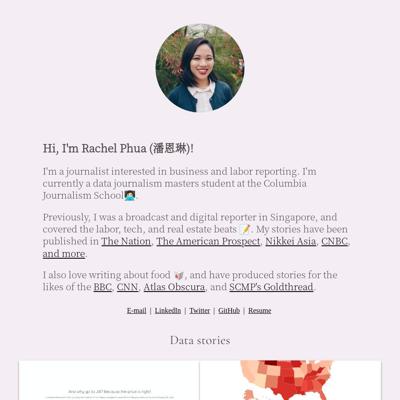 Hi, I'm Rachel Phua (潘恩琳)!
I'm a journalist interested in business and labor reporting. I'm
currently a data journalism masters student at the Columbia
Journalism School👩🏻‍💻.
Previously, I was a broadcast and digital reporter in Singapore, and
covered the labor, tech, and real estate beats 📝. My stories have been
published in The Nation, The American Prospect, Nikkei Asia, CNBC,
and more.
I also love writing about food 🥡, and have produced stories for the
likes of the BBC, CNN, Atlas Obscura, and SCMP's Goldthread.
E-mail | LinkedIn | Twitter | GitHub | Resume
Data stories